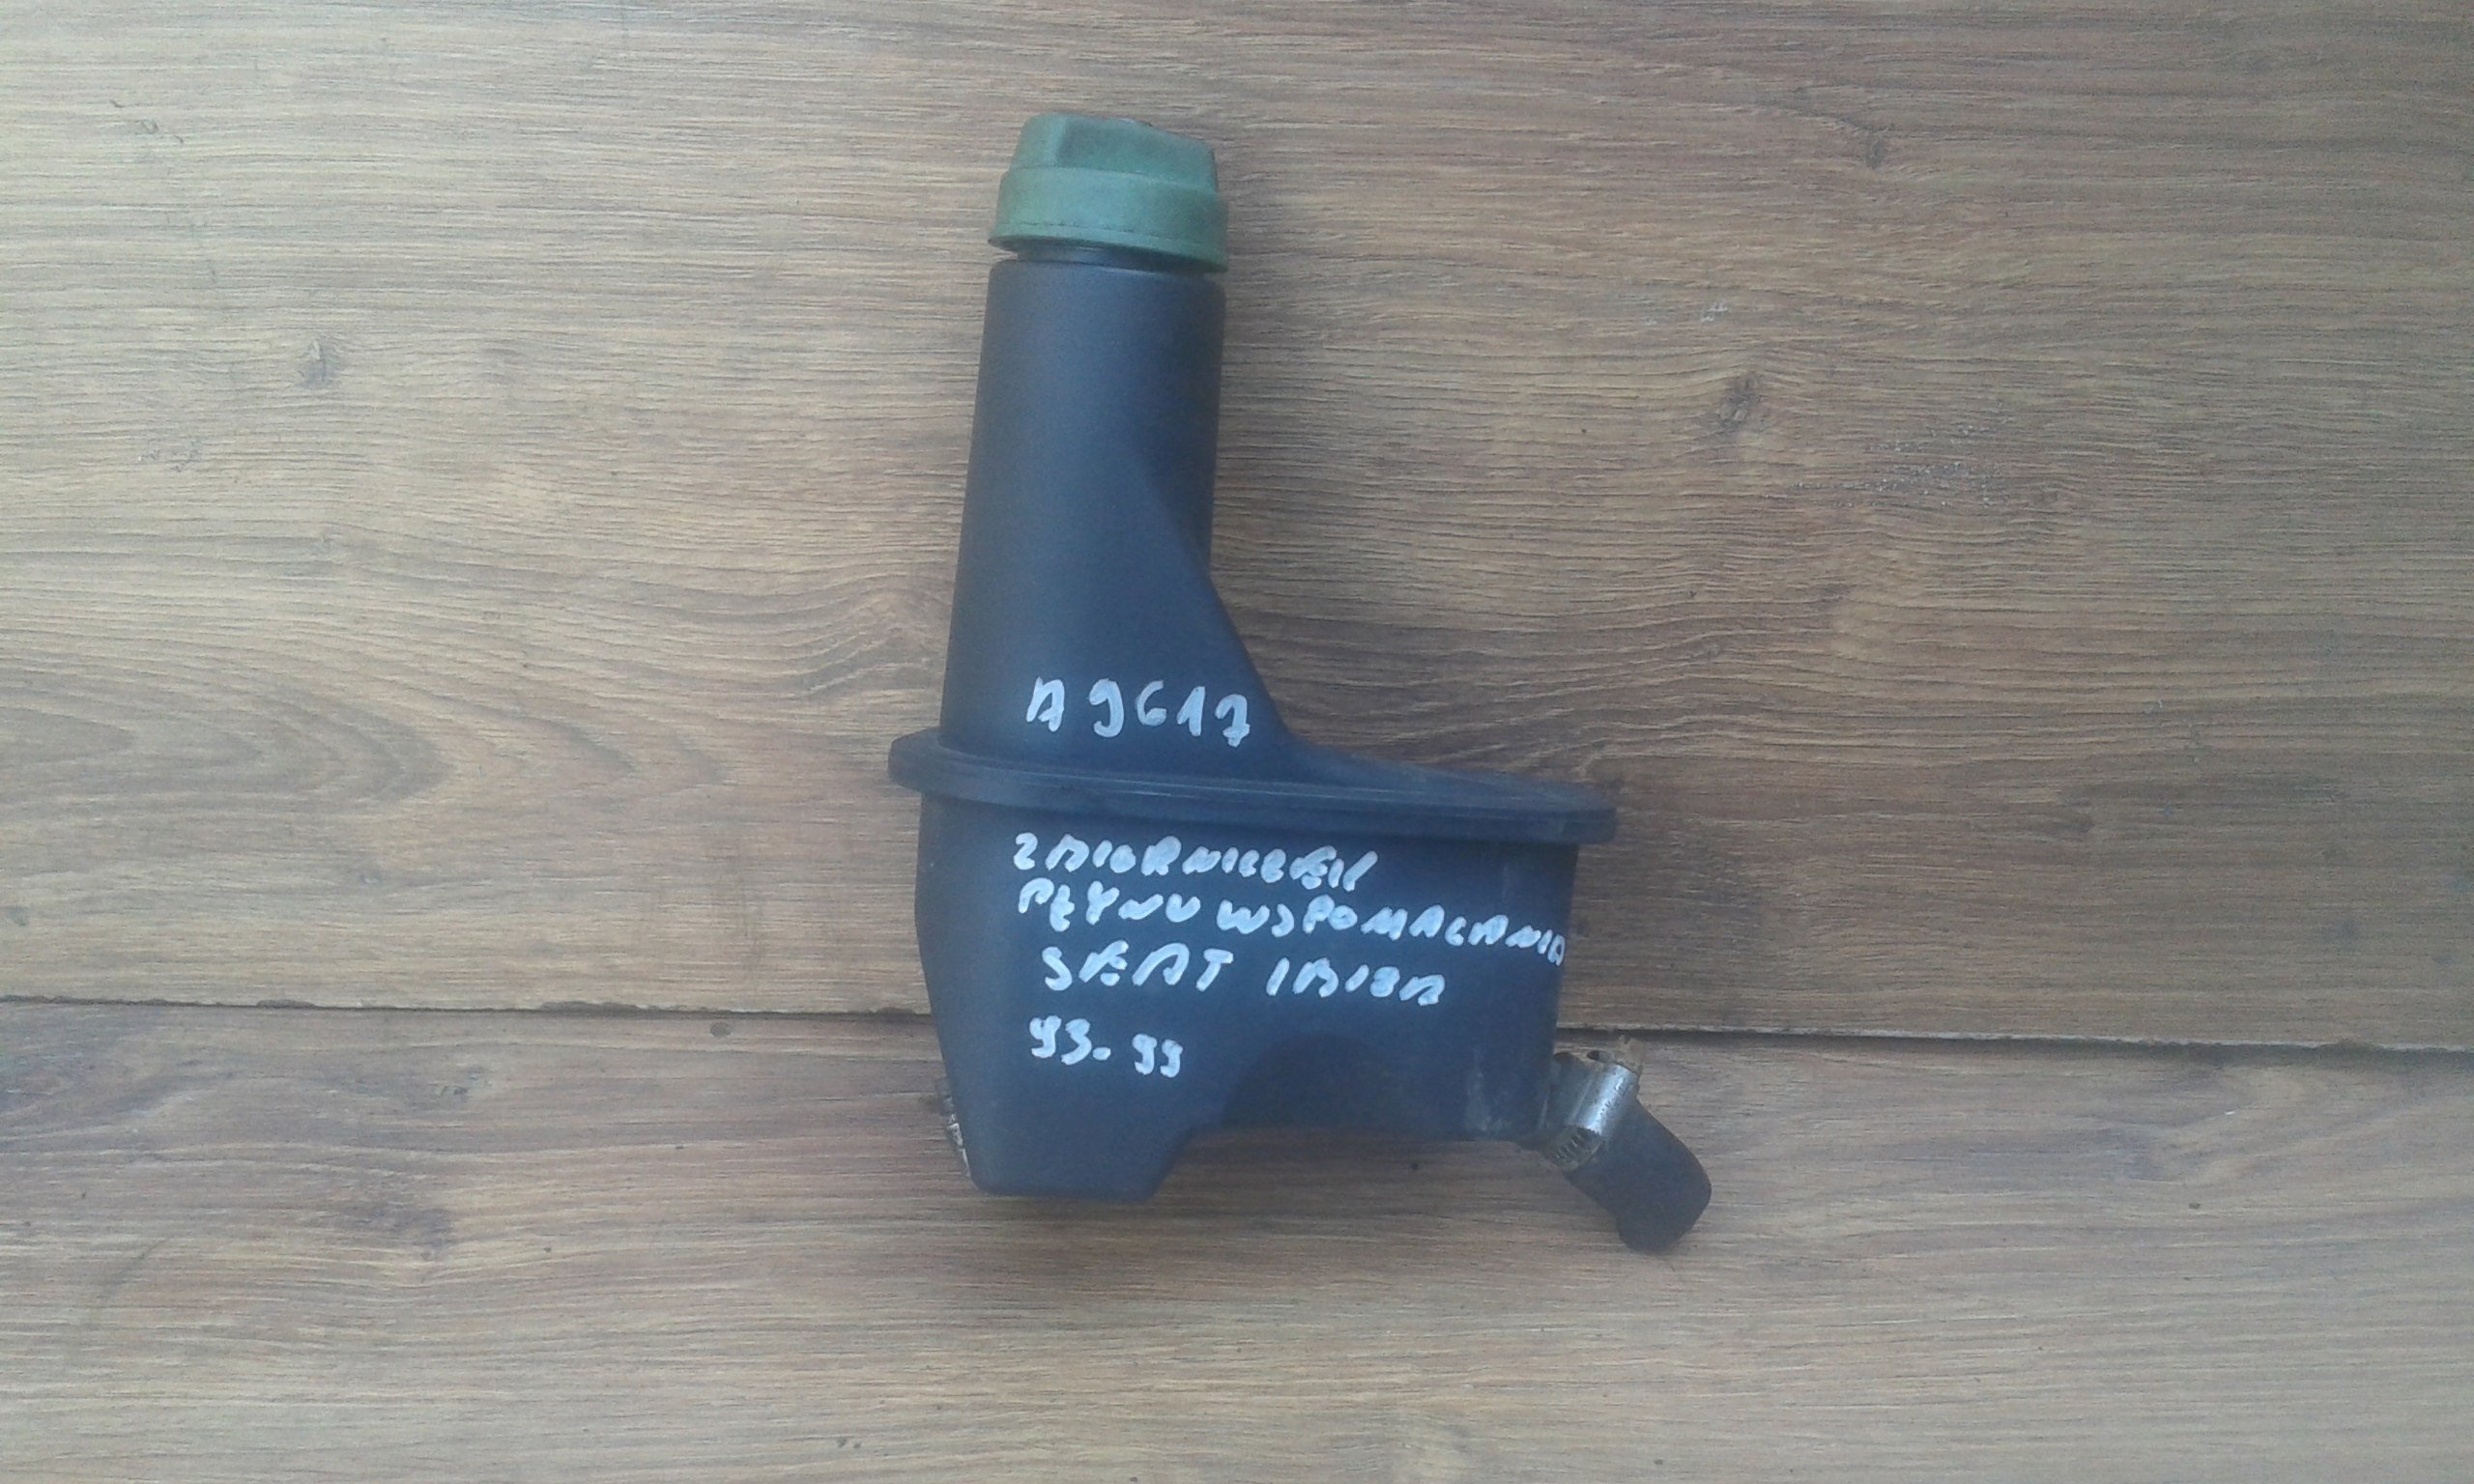 A9617
ZBIORNICZEK
PŁYNU WSPOMAGANIA
SEAT IBIZA
93-99